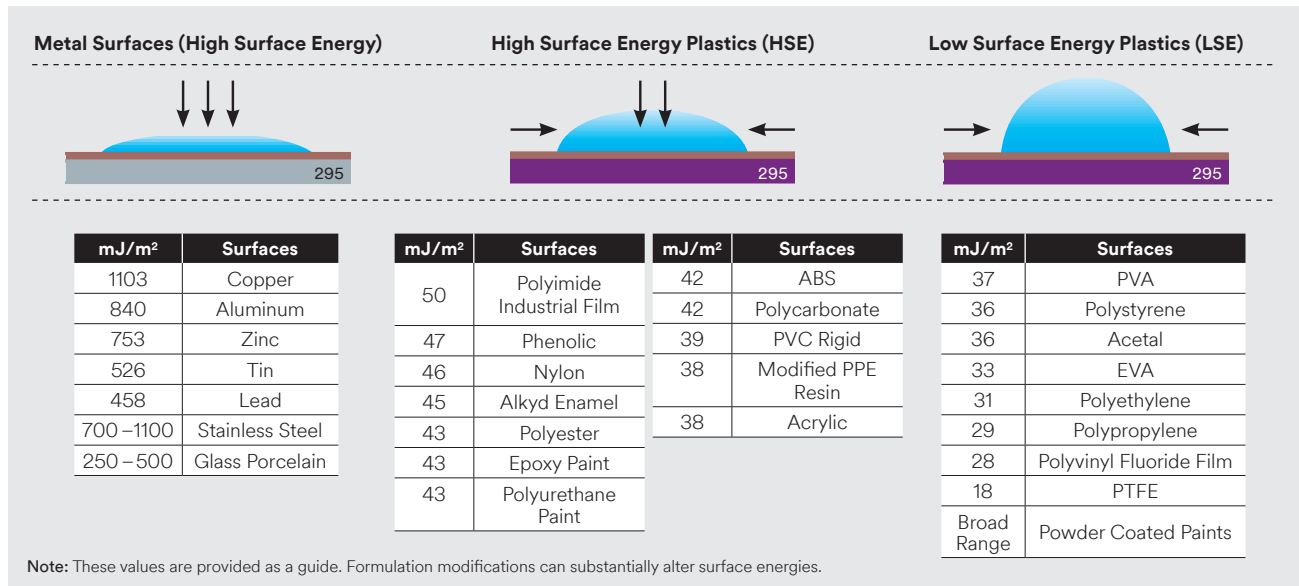 Metal Surfaces (High Surface Energy)
High Surface Energy Plastics (HSE)
Low Surface Energy Plastics (LSE)
295
295
295
mJ/m² Surfaces
1103 Copper
840 Aluminum
753 Zinc
526 Tin
458 Lead
700–1100 Stainless Steel
250–500 Glass Porcelain
mJ/m² Surfaces
50 Polyimide
Industrial Film
47 Phenolic
46 Nylon
45 Alkyd Enamel
43 Polyester
43 Epoxy Paint
43 Polyurethane
Paint
mJ/m² Surfaces
42 ABS
42 Polycarbonate
39 PVC Rigid
38 Modified PPE
Resin
38 Acrylic
mJ/m² Surfaces
37 PVA
36 Polystyrene
36 Acetal
33 EVA
31 Polyethylene
29 Polypropylene
28 Polyvinyl Fluoride Film
18 PTFE
Broad
Range Powder Coated Paints
Note: These values are provided as a guide. Formulation modifications can substantially alter surface energies.